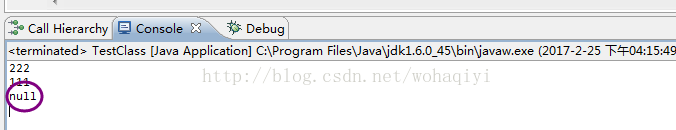 Call Hierarchy Console Debug
<terminated> TestClass [Java Application] C:\Program Files\Java\jdk1.6.0_45\bin\javaw.exe (2017-2-25 下午04:15:49
222
http://blog.csdn.net/wohaqiyi
111
null